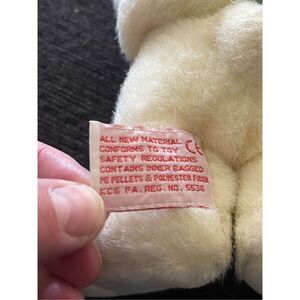 ALL NEW MATERIAL
CONFORMS TO TOY CE
SAFETY REGULATIONS
CONTAINS INNER BAGGED
PE PELLETS & POLYESTER FIBER
KCS PA. REG. NO. 5536